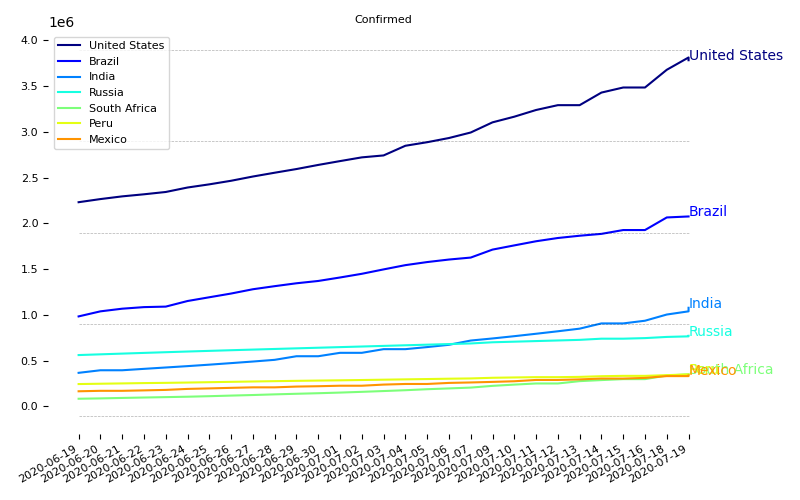 Confirmed
1e6
4.0
3.5
3.0
2.5
2.0
1.5
1.0
0.5
0.0
United States
Brazil
India
Russia
South Africa
Peru
Mexico
United States
Brazil
India
Russia
South Africa
Mexico
2020-06-19
2020-06-20
2020-06-21
2020-06-22
2020-06-23
2020-06-24
2020-06-25
2020-06-26
2020-06-27
2020-06-28
2020-06-29
2020-06-30
2020-07-01
2020-07-02
2020-07-03
2020-07-04
2020-07-05
2020-07-06
2020-07-07
2020-07-09
2020-07-10
2020-07-11
2020-07-12
2020-07-13
2020-07-14
2020-07-15
2020-07-16
2020-07-18
2020-07-19